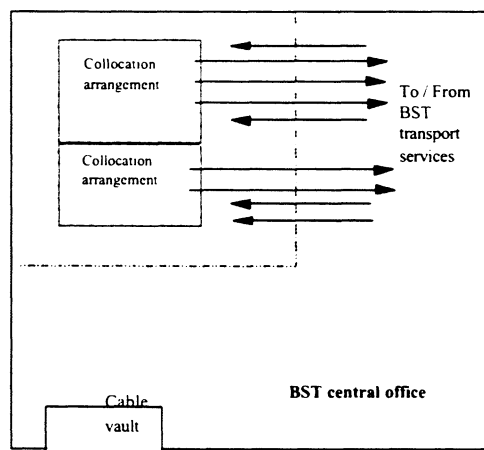 Collocation
arrangement
To / From
BST
transport
services
Collocation
arrangement
BST central office
Cable
vault